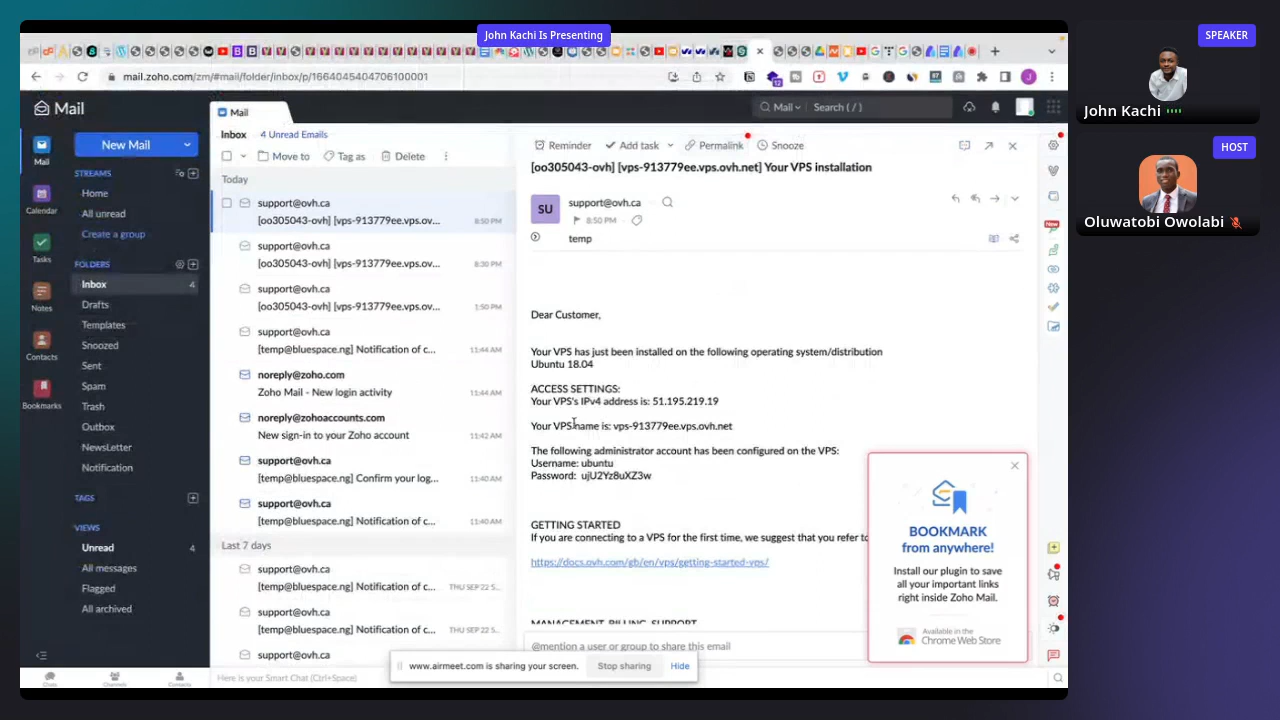 John Kachi Is Presenting
mail.zoho.com/zm/#mail/folder/inbox/p/1664045404706100001
Mail
Mail
Mail
Search ( / )
New Mail
Inbox
4 Unread Emails
Move to
Tag as
Delete
Reminder
Add task
Permalink
Snooze
Mail
Calendar
Tasks
Notes
Contacts
Bookmarks
STREAMS
Home
All unread
Create a group
FOLDERS
Inbox 4
Drafts
Templates
Snoozed
Sent
Spam
Trash
Outbox
NewsLetter
Notification
TAGS
VIEWS
Unread 4
All messages
Flagged
All archived
Today
support@ovh.ca
[oo305043-ovh] [vps-913779ee.vps.ov... 8:50 PM
support@ovh.ca
[oo305043-ovh] [vps-913779ee.vps.ov... 8:30 PM
support@ovh.ca
[oo305043-ovh] [vps-913779ee.vps.ov... 1:50 PM
support@ovh.ca
[temp@bluespace.ng] Notification of c... 11:44 AM
noreply@zoho.com
Zoho Mail - New login activity 11:44 AM
noreply@zohoaccounts.com
New sign-in to your Zoho account 11:42 AM
support@ovh.ca
[temp@bluespace.ng] Confirm your log... 11:40 AM
support@ovh.ca
[temp@bluespace.ng] Notification of c... 11:40 AM
Last 7 days
support@ovh.ca
[temp@bluespace.ng] Notification of c... THU SEP 22 5...
support@ovh.ca
[temp@bluespace.ng] Notification of c... THU SEP 22 5...
support@ovh.ca
[oo305043-ovh] [vps-913779ee.vps.ovh.net] Your VPS installation
SU
support@ovh.ca
8:50 PM
temp
Dear Customer,
Your VPS has just been installed on the following operating system/distribution
Ubuntu 18.04
ACCESS SETTINGS:
Your VPS's IPv4 address is: 51.195.219.19
Your VPS name is: vps-913779ee.vps.ovh.net
The following administrator account has been configured on the VPS:
Username: ubuntu
Password: ujU2Yz8uXZ3w
GETTING STARTED
If you are connecting to a VPS for the first time, we suggest that you refer to
https://docs.ovh.com/gb/en/vps/getting-started-vps/
MANAGEMENT, BILLING, SUPPORT
@mention a user or group to share this email
New
BOOKMARK
from anywhere!
Install our plugin to save
all your important links
right inside Zoho Mail.
Available in the
Chrome Web Store
www.airmeet.com is sharing your screen.
Stop sharing
Hide
Chats
Channels
Contacts
Here is your Smart Chat (Ctrl+Space)
SPEAKER
John Kachi
HOST
Oluwatobi Owolabi